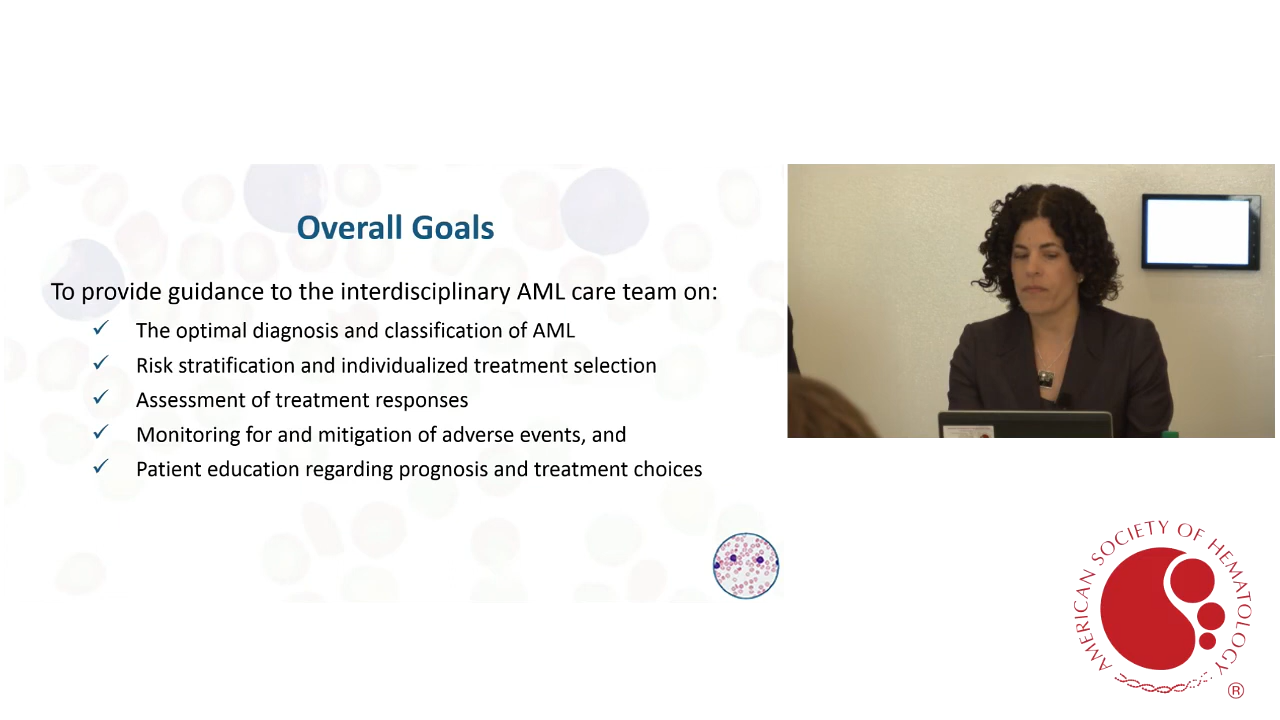 Overall Goals
To provide guidance to the interdisciplinary AML care team on:
✓ The optimal diagnosis and classification of AML
✓ Risk stratification and individualized treatment selection
✓ Assessment of treatment responses
✓ Monitoring for and mitigation of adverse events, and
✓ Patient education regarding prognosis and treatment choices
AMERICAN SOCIETY OF HEMATOLOGY
®